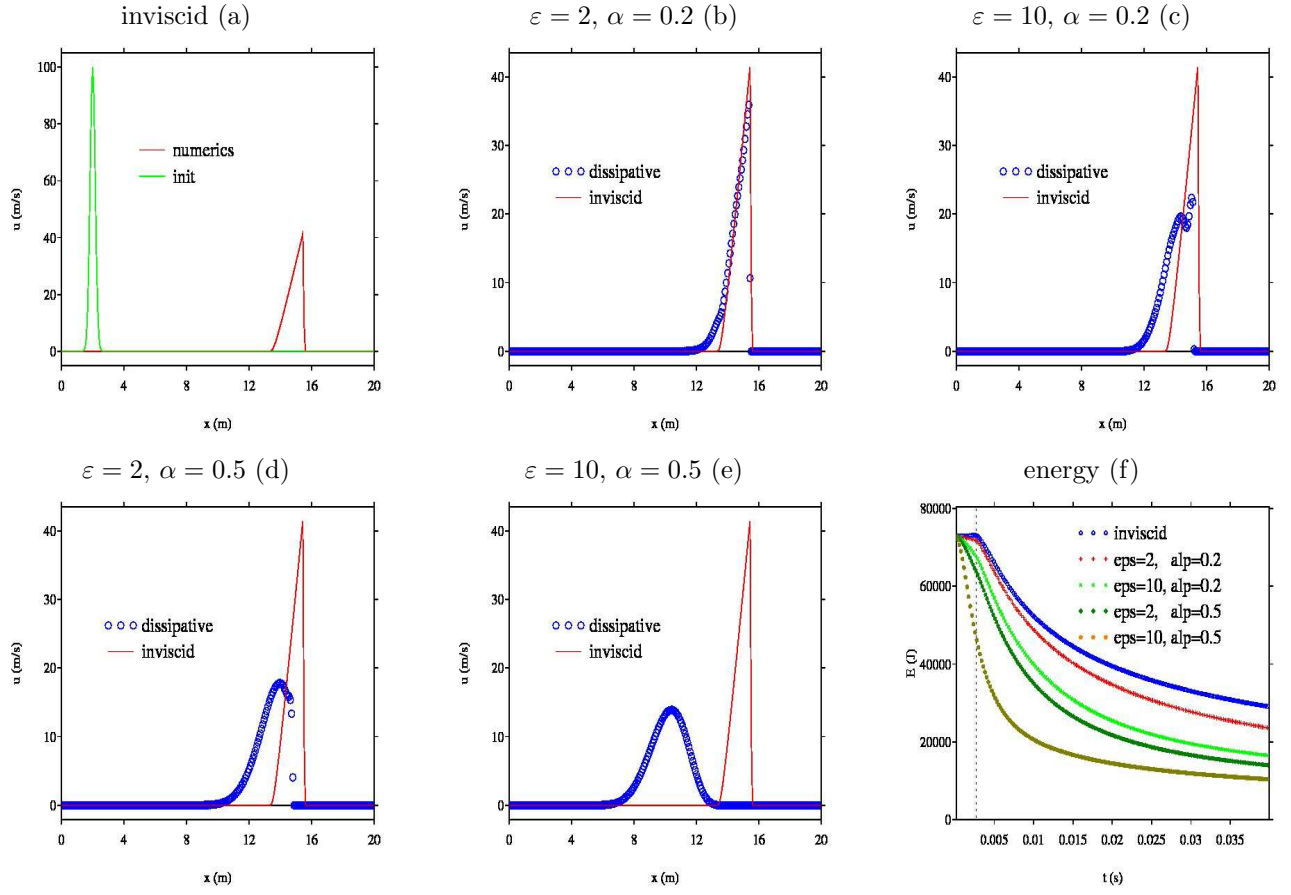 inviscid (a)
ε = 2, α = 0.2 (b)
ε = 10, α = 0.2 (c)
u (m/s)
100
80
60
40
20
0
numerics
init
0 4 8 12 16 20
x (m)
u (m/s)
40
30
20
10
0
dissipative
inviscid
0 4 8 12 16 20
x (m)
u (m/s)
40
30
20
10
0
dissipative
inviscid
0 4 8 12 16 20
x (m)
ε = 2, α = 0.5 (d)
ε = 10, α = 0.5 (e)
energy (f)
u (m/s)
40
30
20
10
0
dissipative
inviscid
0 4 8 12 16 20
x (m)
u (m/s)
40
30
20
10
0
dissipative
inviscid
0 4 8 12 16 20
x (m)
E (J)
80000
60000
40000
20000
0
inviscid
eps=2, alp=0.2
eps=10, alp=0.2
eps=2, alp=0.5
eps=10, alp=0.5
0.005 0.01 0.015 0.02 0.025 0.03 0.035
t (s)